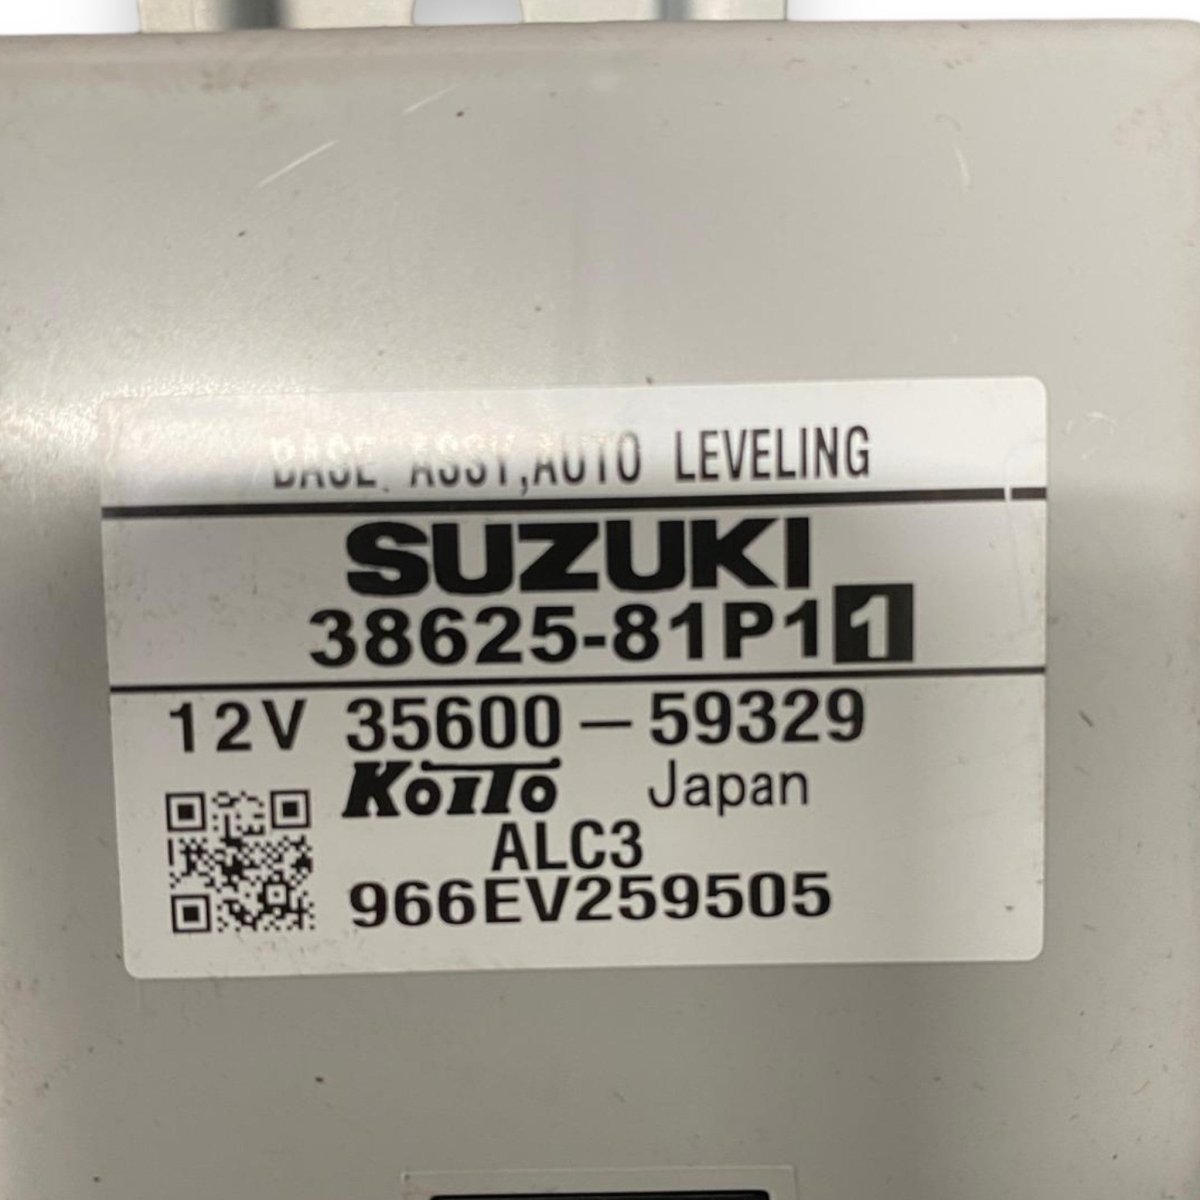 BASE ASSY,AUTO LEVELING
SUZUKI
38625-81P11
12V 35600-59329
KOITO Japan
ALC3
966EV259505